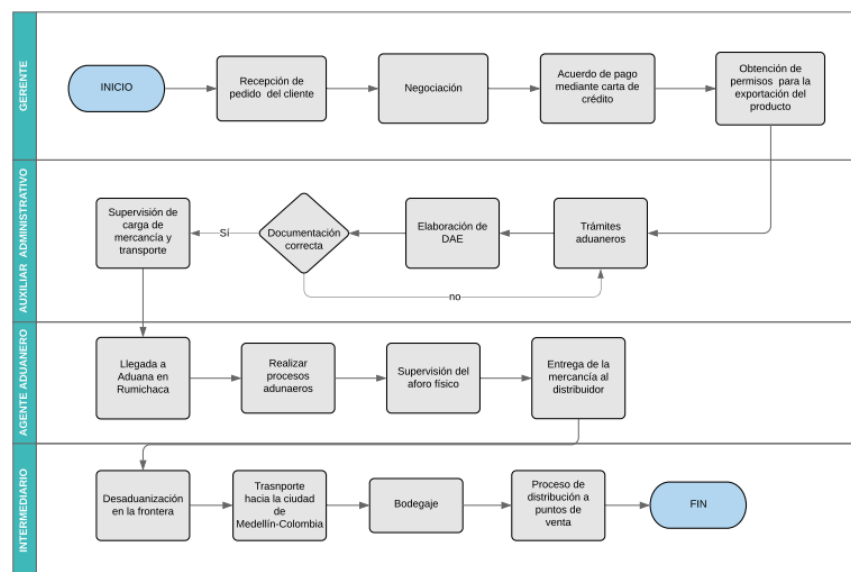 GERENTE
INICIO
Recepción de
pedido del cliente
Negociación
Acuerdo de pago
mediante carta de
crédito
Obtención de
permisos para la
exportación del
producto
AUXILIAR ADMINISTRATIVO
Supervisión de
carga de
mercancía y
transporte
Sí
Documentación
correcta
Elaboración de
DAE
Trámites
aduaneros
no
AGENTE ADUANERO
Llegada a
Aduana en
Rumichaca
Realizar
procesos
adunaeros
Supervisión del
aforo físico
Entrega de la
mercancía al
distribuidor
INTERMEDIARIO
Desaduanización
en la frontera
Trasnporte
hacia la ciudad
de
Medellín-Colombia
Bodegaje
Proceso de
distribución a
puntos de
venta
FIN